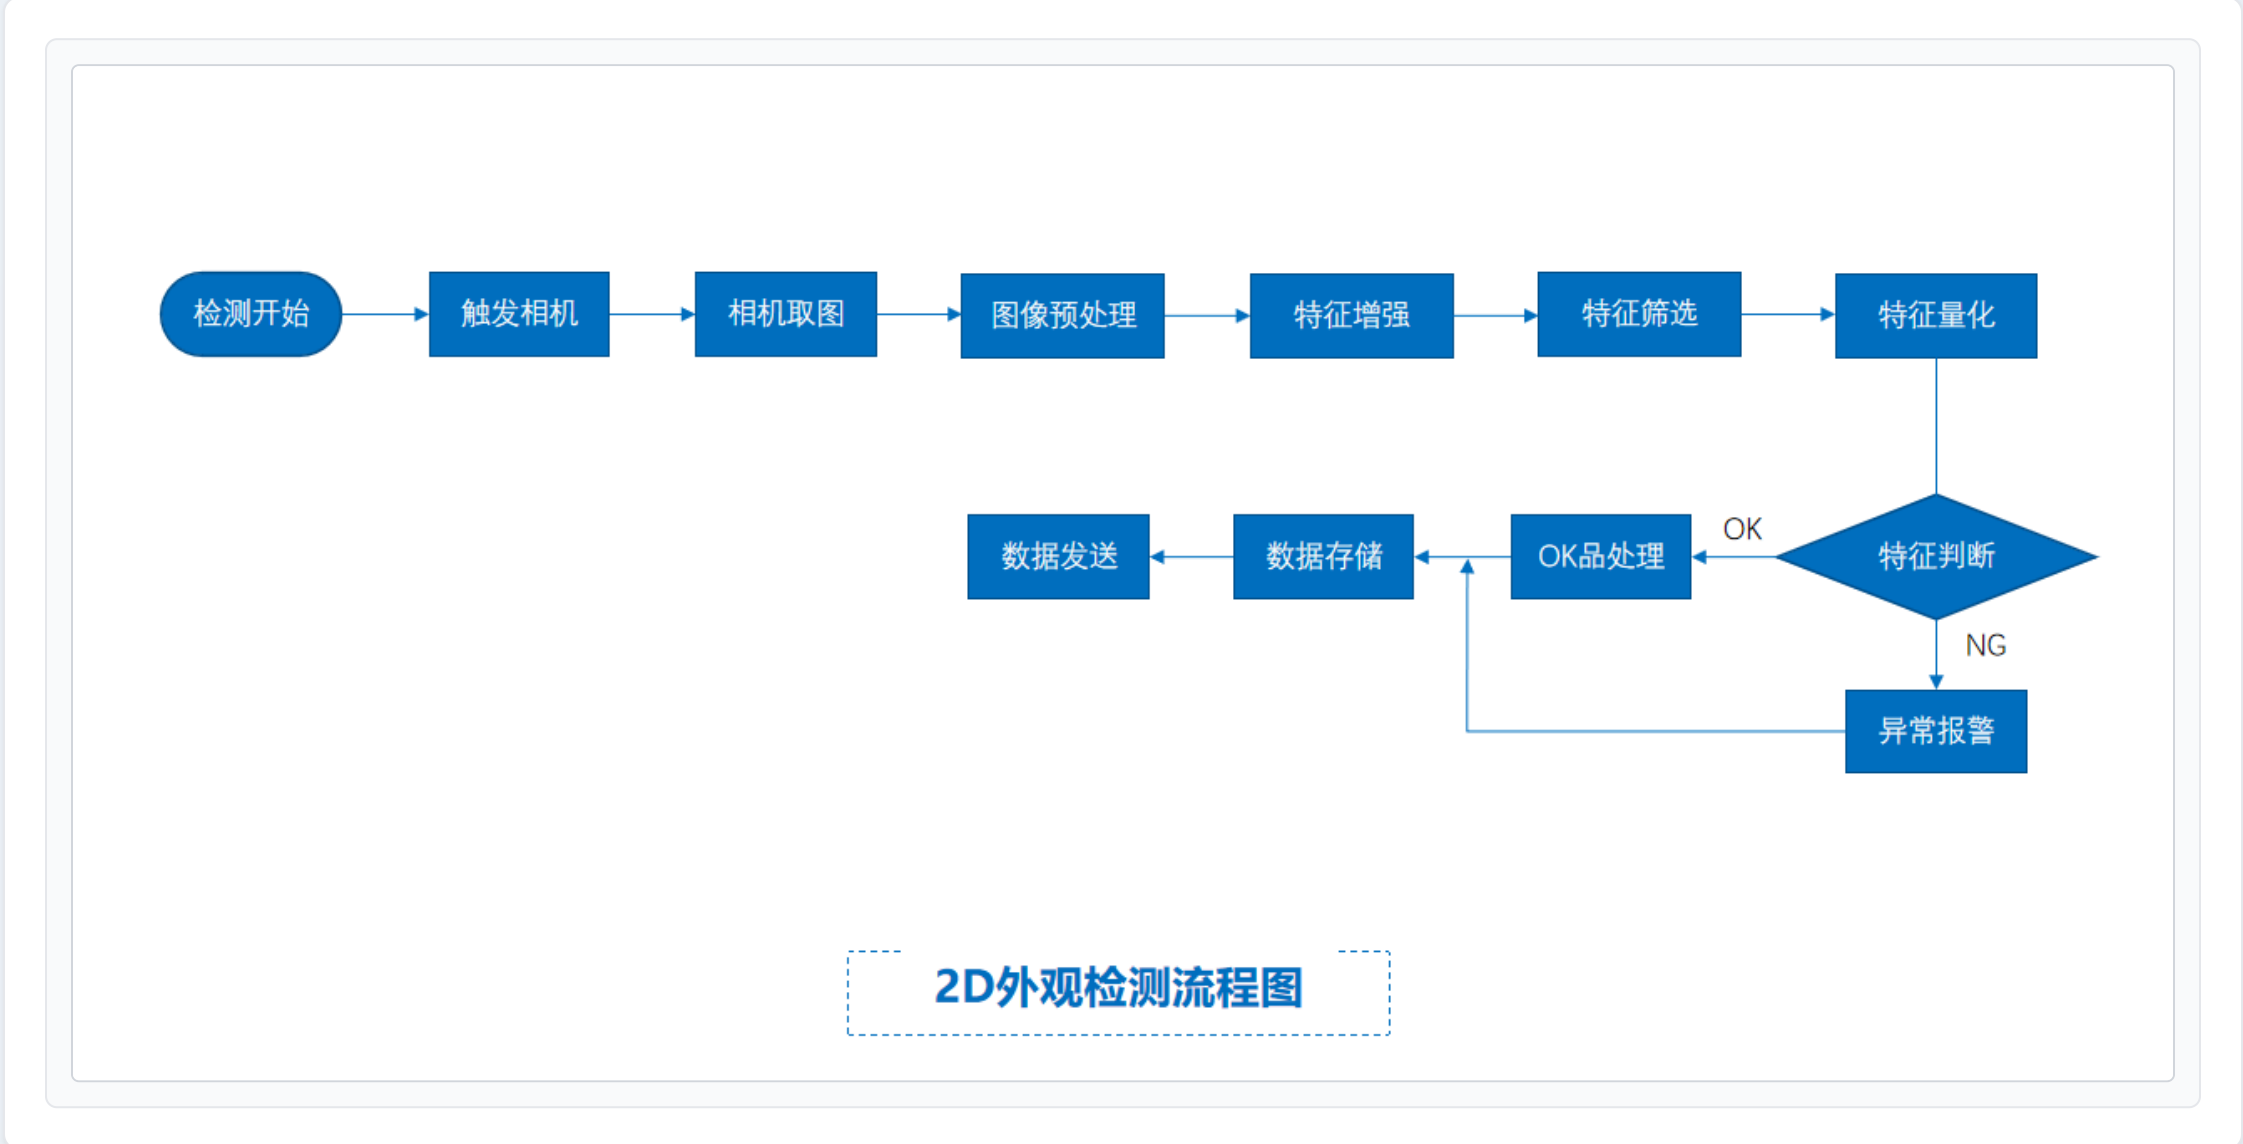 检测开始
触发相机
相机取图
图像预处理
特征增强
特征筛选
特征量化
数据发送
数据存储
OK品处理
OK
特征判断
NG
异常报警
2D外观检测流程图